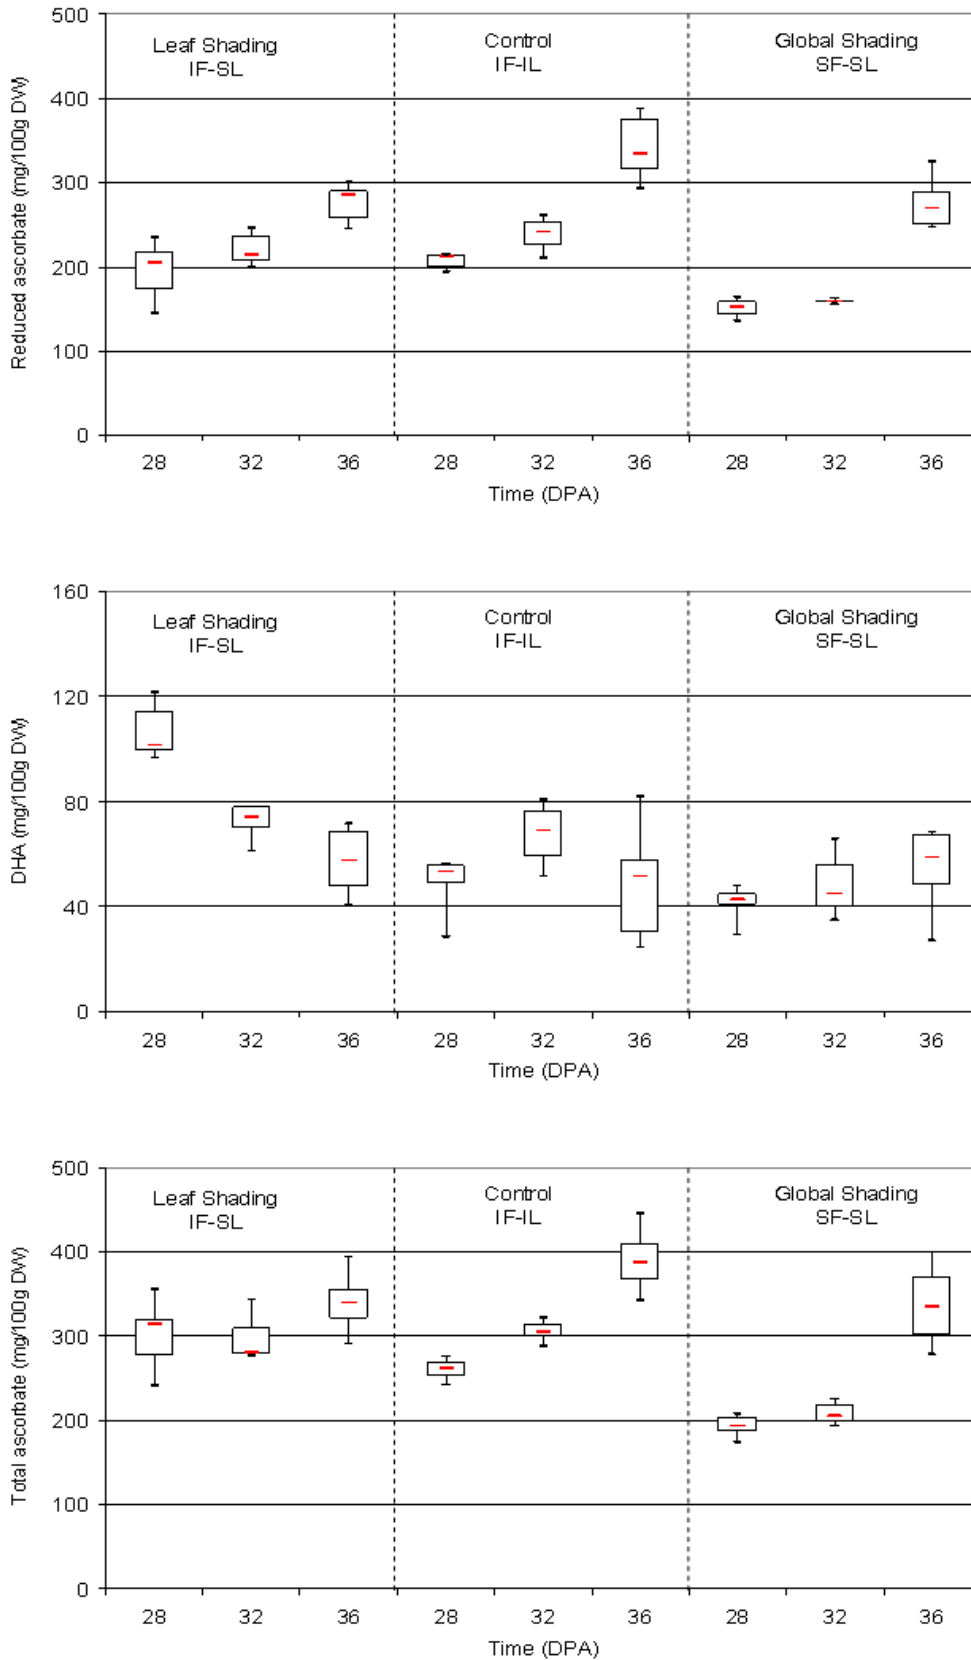 Reduced ascorbate (mg/100g DW)
500
400
300
200
100
0
Leaf Shading
IF-SL
Control
IF-IL
Global Shading
SF-SL
28 32 36 28 32 36 28 32 36
Time (DPA)
DHA (mg/100g DW)
160
120
80
40
0
Leaf Shading
IF-SL
Control
IF-IL
Global Shading
SF-SL
28 32 36 28 32 36 28 32 36
Time (DPA)
Total ascorbate (mg/100g DW)
500
400
300
200
100
0
Leaf Shading
IF-SL
Control
IF-IL
Global Shading
SF-SL
28 32 36 28 32 36 28 32 36
Time (DPA)